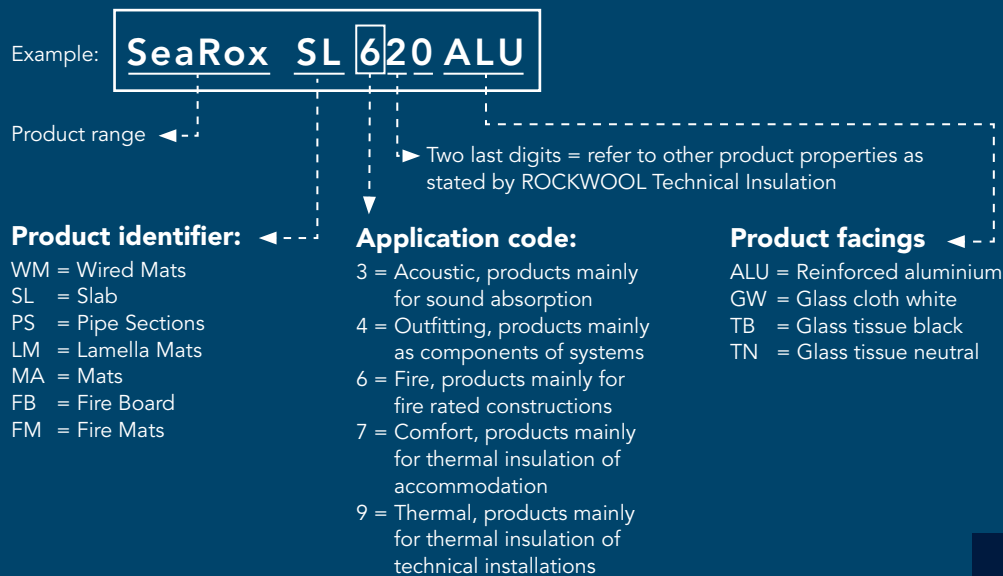 Example: SeaRox SL 620 ALU
Product range
Two last digits = refer to other product properties as
stated by ROCKWOOL Technical Insulation
Product identifier:
WM = Wired Mats
SL = Slab
PS = Pipe Sections
LM = Lamella Mats
MA = Mats
FB = Fire Board
FM = Fire Mats
Application code:
3 = Acoustic, products mainly
for sound absorption
4 = Outfitting, products mainly
as components of systems
6 = Fire, products mainly for
fire rated constructions
7 = Comfort, products mainly
for thermal insulation of
accommodation
9 = Thermal, products mainly
for thermal insulation of
technical installations
Product facings
ALU = Reinforced aluminium
GW = Glass cloth white
TB = Glass tissue black
TN = Glass tissue neutral